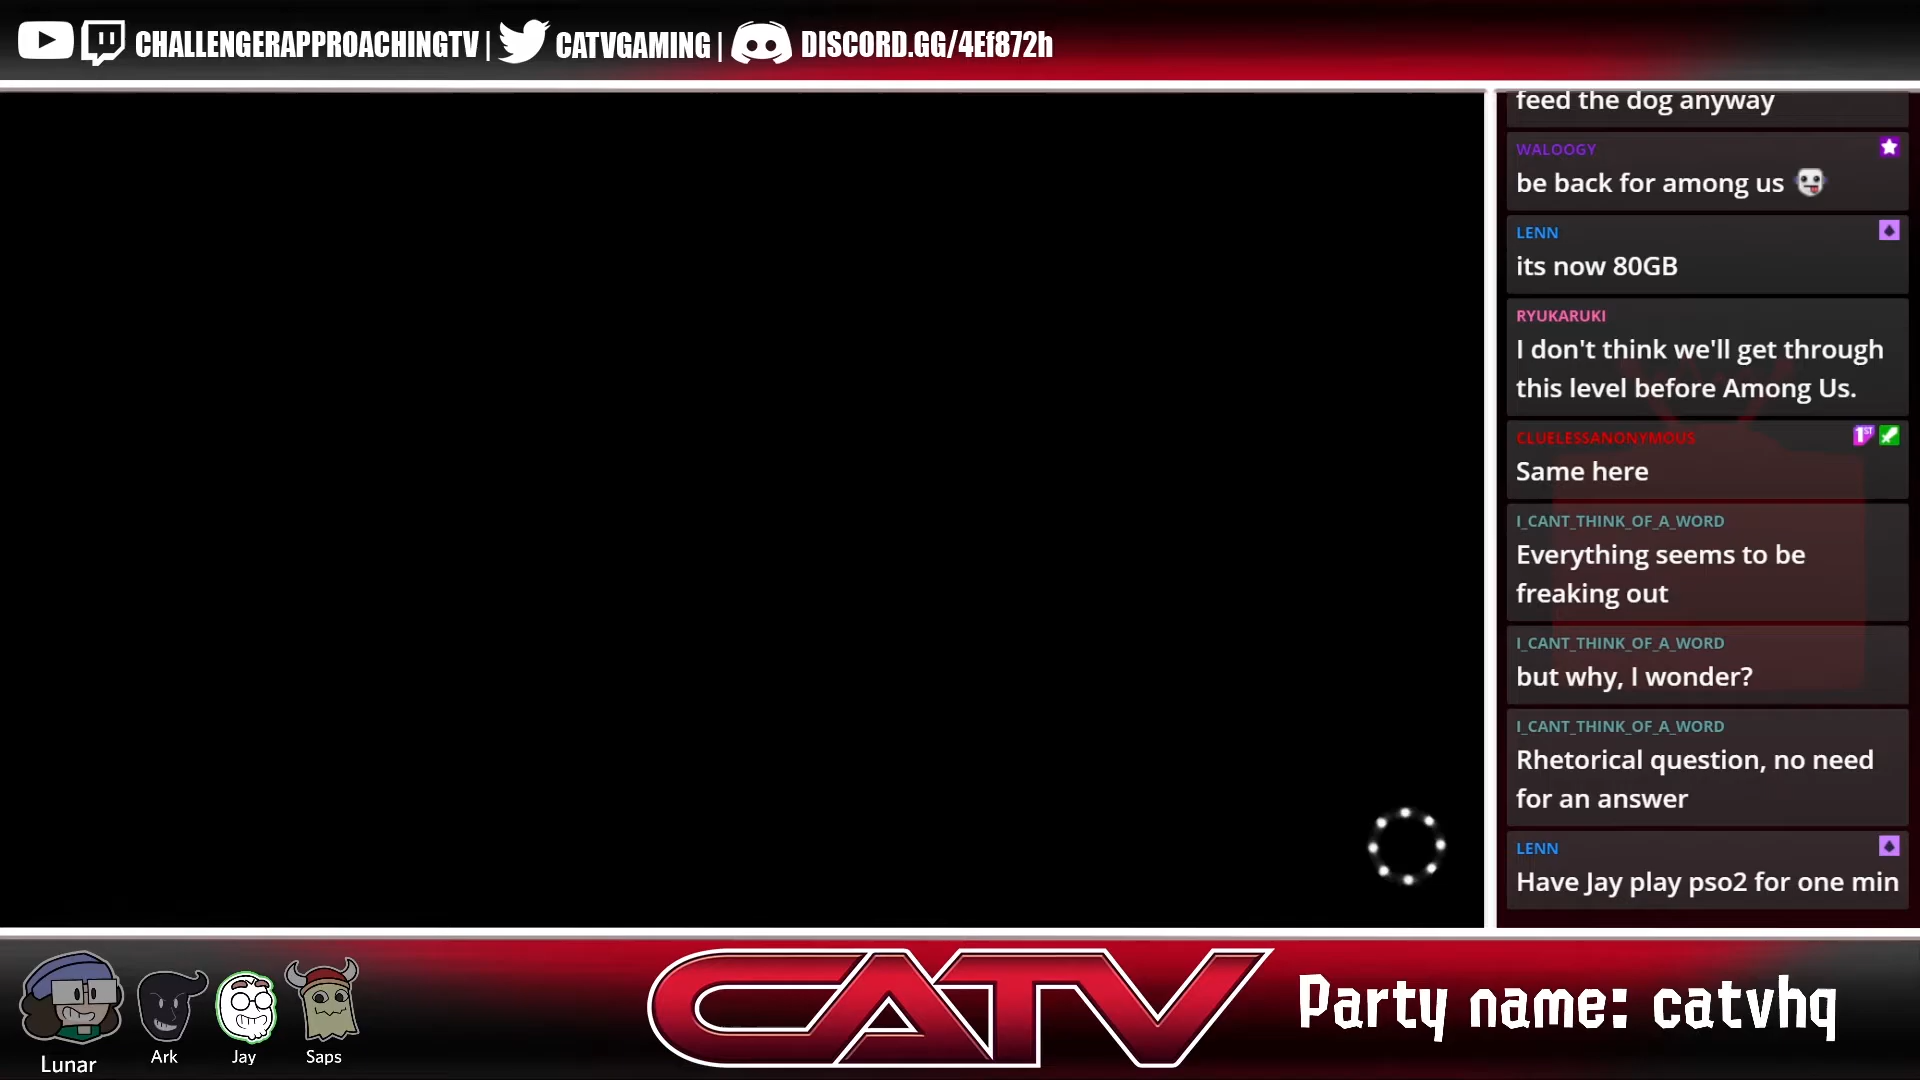 CHALLENGERAPPROACHINGTV | CATVGAMING | DISCORD.GG/4Ef872h
feed the dog anyway
WALOOGY
be back for among us
LENN
its now 80GB
RYUKARUKI
I don't think we'll get through
this level before Among Us.
CLUELESSANONYMOUS
1ST
Same here
I_CANT_THINK_OF_A_WORD
Everything seems to be
freaking out
I_CANT_THINK_OF_A_WORD
but why, I wonder?
I_CANT_THINK_OF_A_WORD
Rhetorical question, no need
for an answer
LENN
Have Jay play pso2 for one min
Lunar
Ark
Jay
Saps
CATV
Party name: catvhq